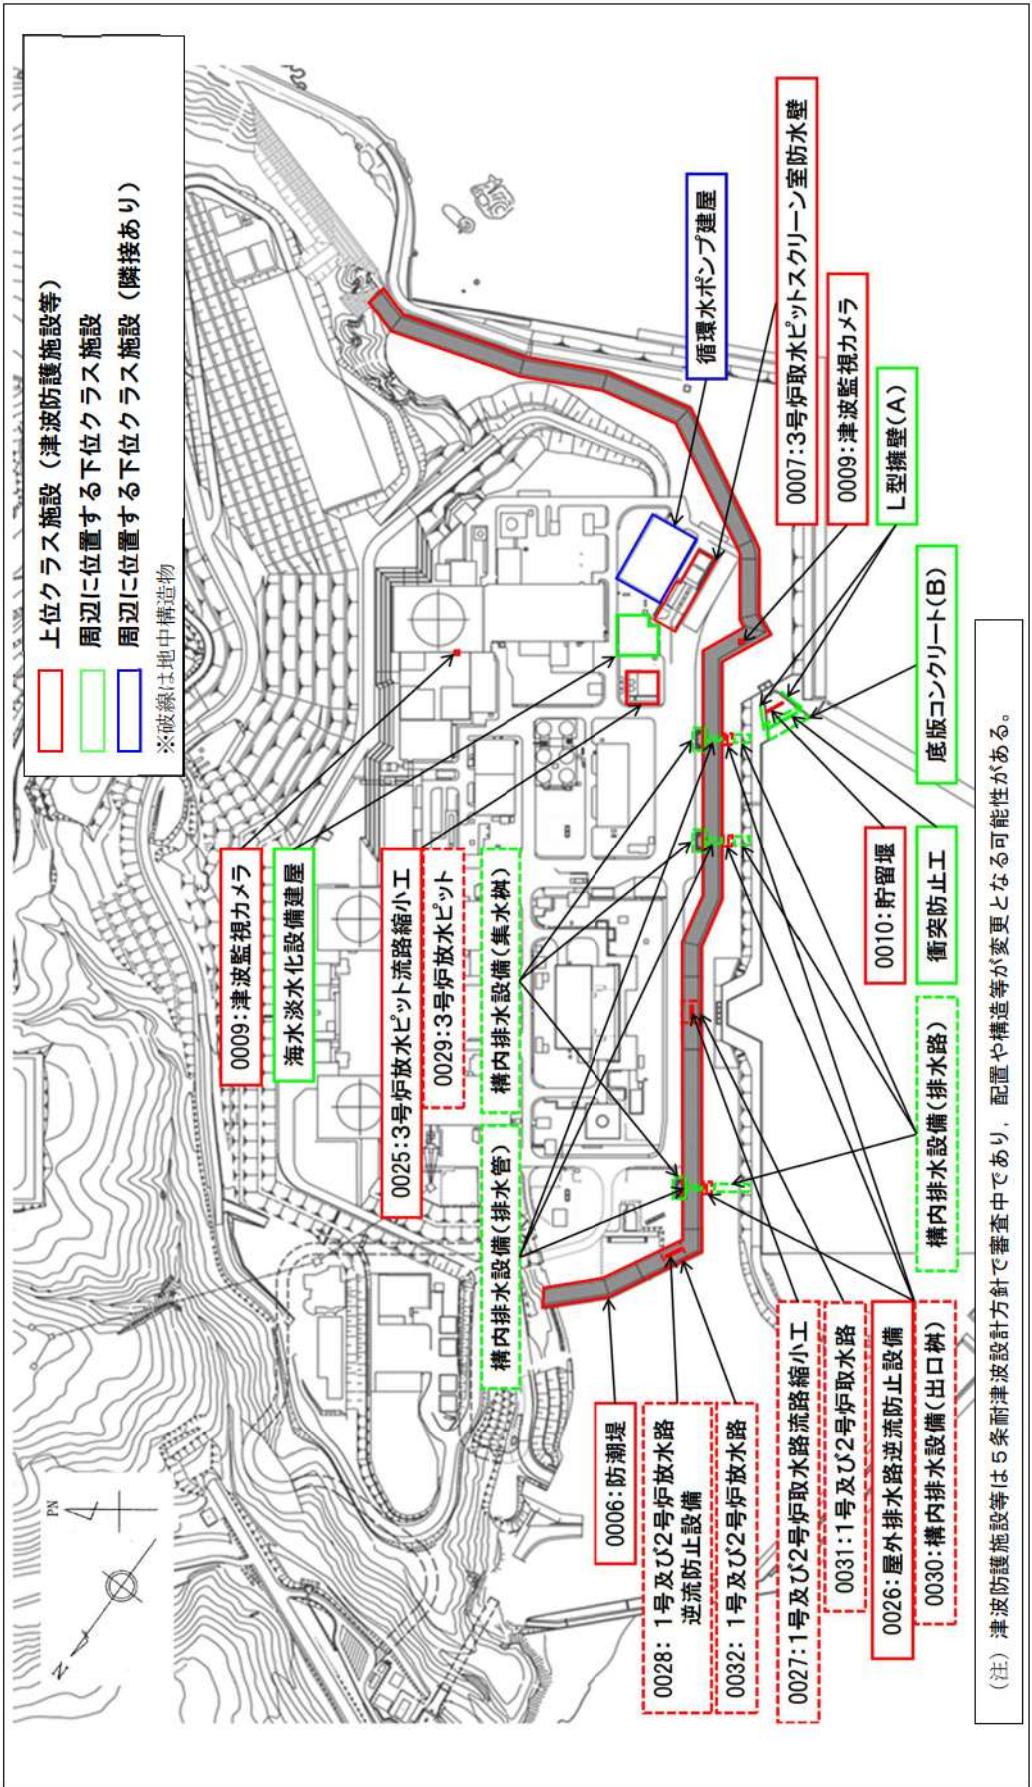 上位クラス施設（津波防護施設等）
周辺に位置する下位クラス施設
周辺に位置する下位クラス施設（隣接あり）
※破線は地中構造物
PN
N
0009:津波監視カメラ
海水淡水化設備建屋
0025:3号炉放水ピット流路縮小工
0029:3号炉放水ピット
構内排水設備(排水管)
構内排水設備(集水桝)
循環水ポンプ建屋
0007:3号炉取水ピットスクリーン室防水壁
0009:津波監視カメラ
L型擁壁(A)
底版コンクリート(B)
0006:防潮堤
0028: 1号及び2号炉放水路
逆流防止設備
0032: 1号及び2号炉放水路
0027:1号及び2号炉取水路流路縮小工
0031:1号及び2号炉取水路
0026:屋外排水路逆流防止設備
0030:構内排水設備(出口桝)
構内排水設備(排水路)
0010:貯留堰
衝突防止工
（注）津波防護施設等は５条耐津波設計方針で審査中であり，配置や構造等が変更となる可能性がある。